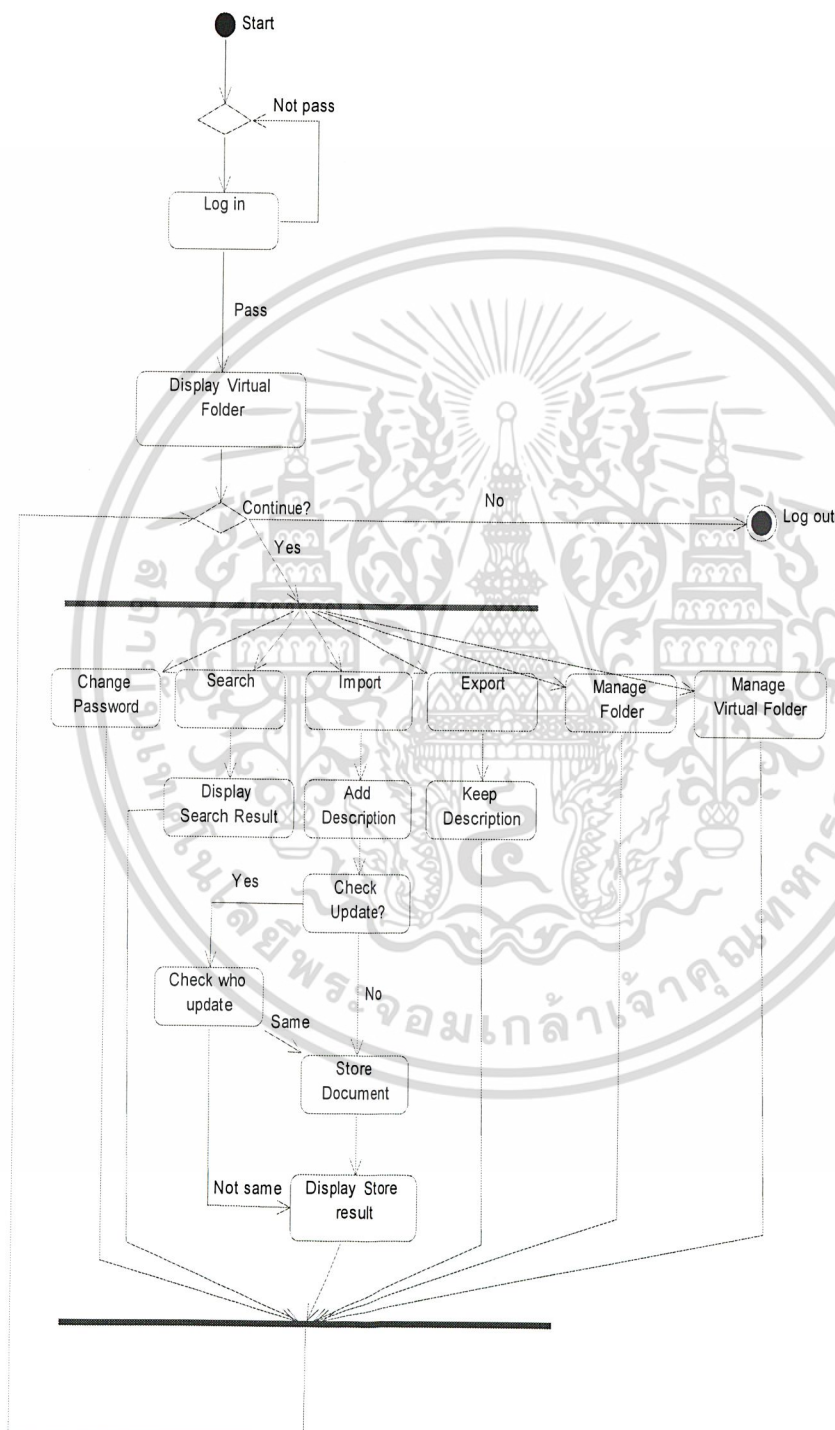 Start
Not pass
Log in
Pass
Display Virtual
Folder
Continue?
No
Log out
Yes
Change
Password
Search
Import
Export
Manage
Folder
Manage
Virtual Folder
Display
Search Result
Add
Description
Keep
Description
Yes
Check
Update?
Check who
update
No
Same
Store
Document
Not same
Display Store
result